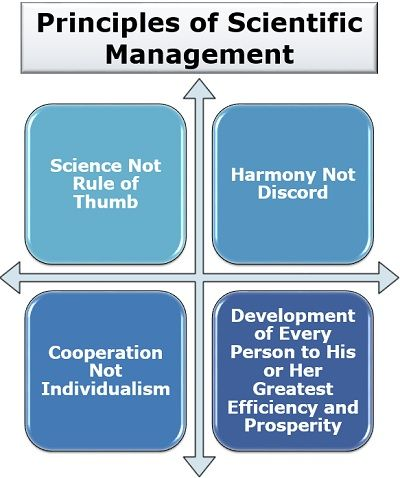 Principles of Scientific
Management
Science Not
Rule of
Thumb
Harmony Not
Discord
Cooperation
Not
Individualism
Development
of Every
Person to His
or Her
Greatest
Efficiency and
Prosperity